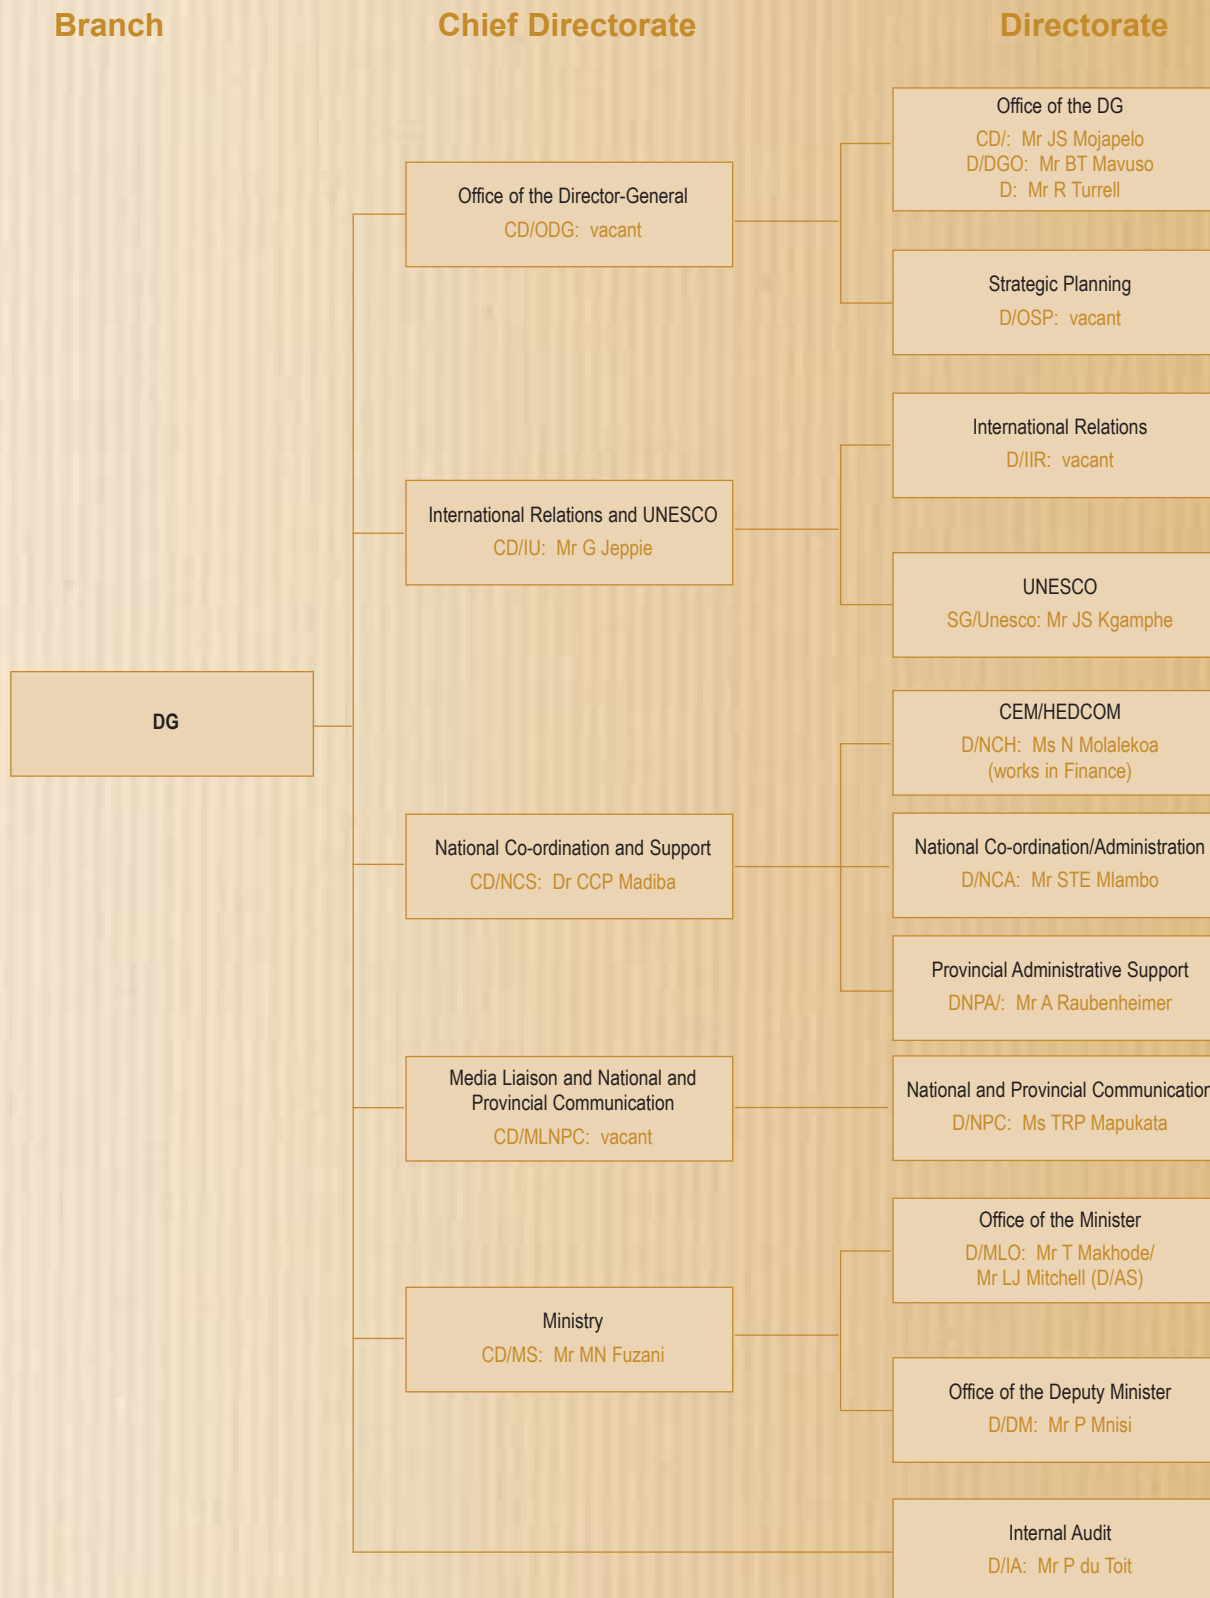 Branch
Chief Directorate
Directorate
DG
Office of the Director-General
CD/ODG: vacant
Office of the DG
CD/: Mr JS Mojapelo
D/DGO: Mr BT Mavuso
D: Mr R Turrell
Strategic Planning
D/OSP: vacant
International Relations and UNESCO
CD/IU: Mr G Jeppie
International Relations
D/IIR: vacant
UNESCO
SG/Unesco: Mr JS Kgamphe
National Co-ordination and Support
CD/NCS: Dr CCP Madiba
CEM/HEDCOM
D/NCH: Ms N Molalekoa
(works in Finance)
National Co-ordination/Administration
D/NCA: Mr STE Mlambo
Provincial Administrative Support
DNPA/: Mr A Raubenheimer
Media Liaison and National and
Provincial Communication
CD/MLNPC: vacant
National and Provincial Communication
D/NPC: Ms TRP Mapukata
Ministry
CD/MS: Mr MN Fuzani
Office of the Minister
D/MLO: Mr T Makhode/
Mr LJ Mitchell (D/AS)
Office of the Deputy Minister
D/DM: Mr P Mnisi
Internal Audit
D/IA: Mr P du Toit